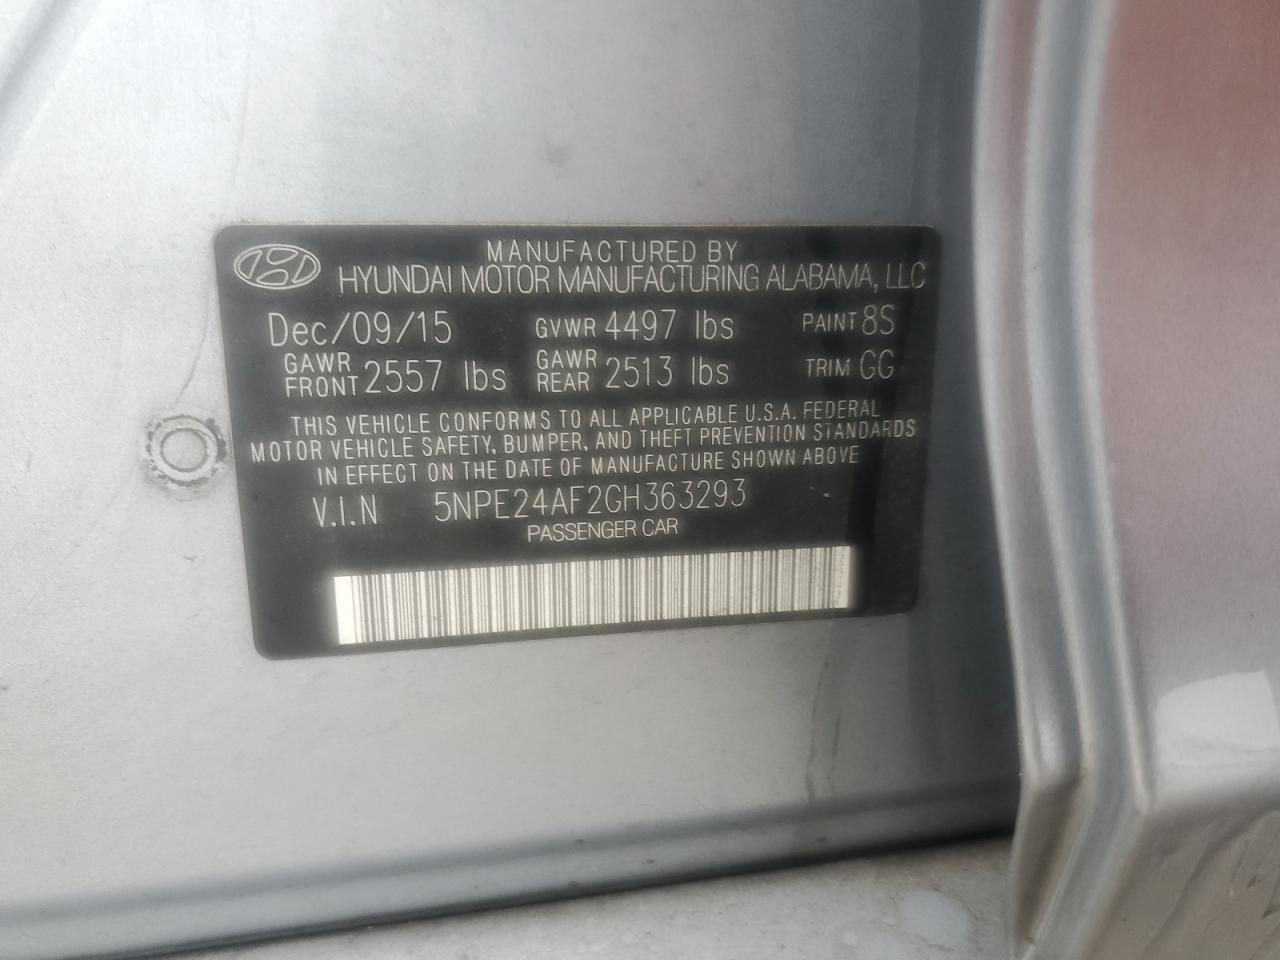 MANUFACTURED BY
HYUNDAI MOTOR MANUFACTURING ALABAMA, LLC
Dec/09/15 GVWR 4497 lbs PAINT 8S
GAWR FRONT 2557 lbs GAWR REAR 2513 lbs TRIM GG
THIS VEHICLE CONFORMS TO ALL APPLICABLE U.S.A. FEDERAL
MOTOR VEHICLE SAFETY, BUMPER, AND THEFT PREVENTION STANDARDS
IN EFFECT ON THE DATE OF MANUFACTURE SHOWN ABOVE
V.I.N 5NPE24AF2GH363293
PASSENGER CAR